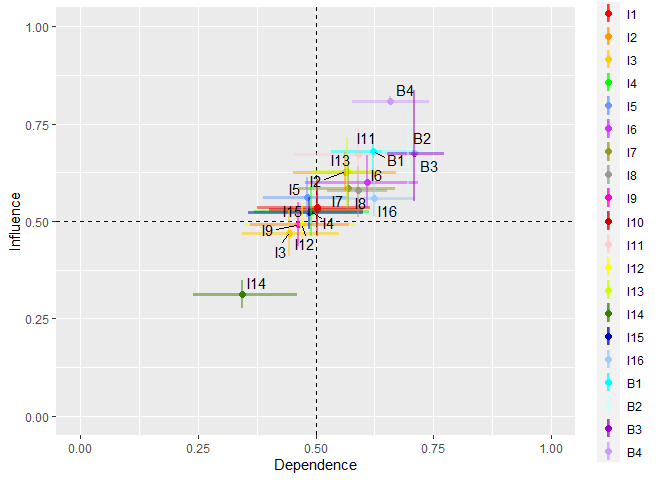 1.00
0.75
0.50
0.25
0.00
Influence
B4
I11
B2
I13
B1
B3
I2
I6
I5
I7
I8
I15
I16
I4
I9
I12
I3
I14
0.00
0.25
0.50
0.75
1.00
Dependence
I1
I2
I3
I4
I5
I6
I7
I8
I9
I10
I11
I12
I13
I14
I15
I16
B1
B2
B3
B4